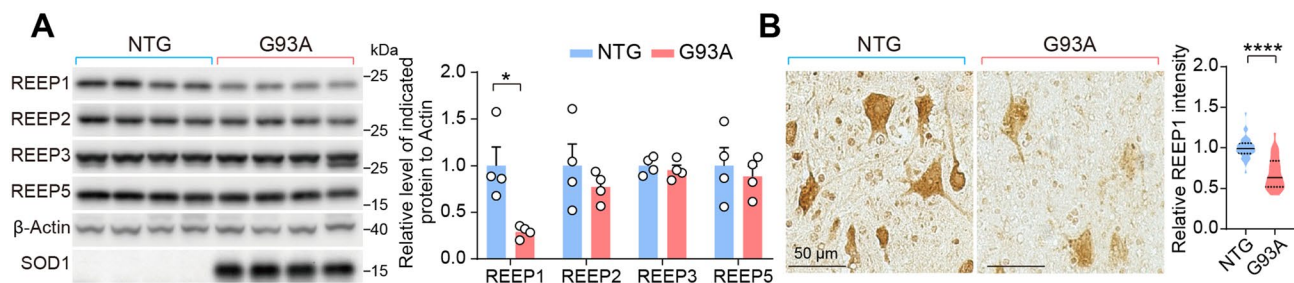 A
NTG G93A
kDa
REEP1 –25
REEP2
–25
REEP3
–25
REEP5
–15
β-Actin –40
SOD1 –15
NTG G93A
Relative level of indicated
protein to Actin
2.0
1.5
1.0
0.5
0.0
*
REEP1 REEP2 REEP3 REEP5
B
NTG G93A
50 μm
Relative REEP1 intensity
****
2.0
1.5
1.0
0.5
0.0
NTG
G93A